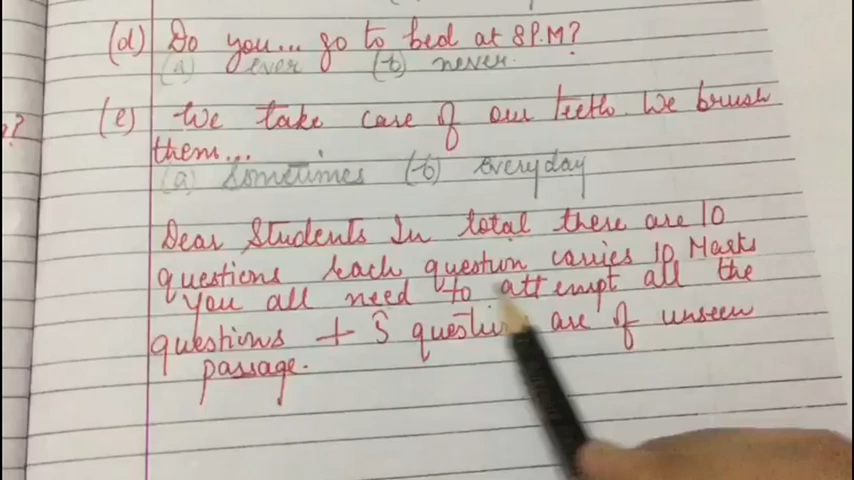 (d) Do you... go to bed at 8P.M?
(a) ever (b) never.
(e) We take care of our teeth. We brush
them...
(a) Sometimes (b) everyday
Dear Students In total there are 10
questions each question carries 10 Marks
You all need to attempt all the
questions + 5 question are of unseen
passage.